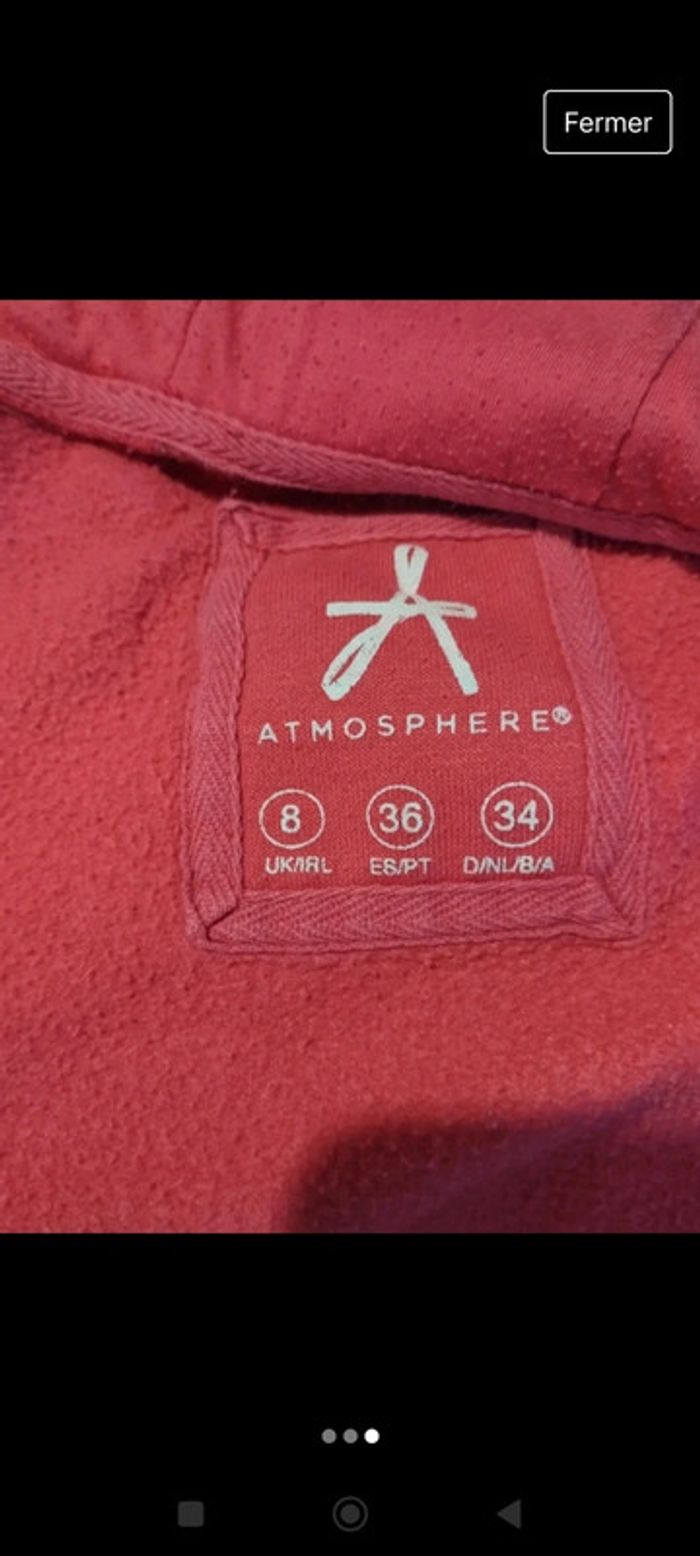 Fermer
ATMOSPHERE®
8 36 34
UK/IRL ES/PT D/NL/B/A